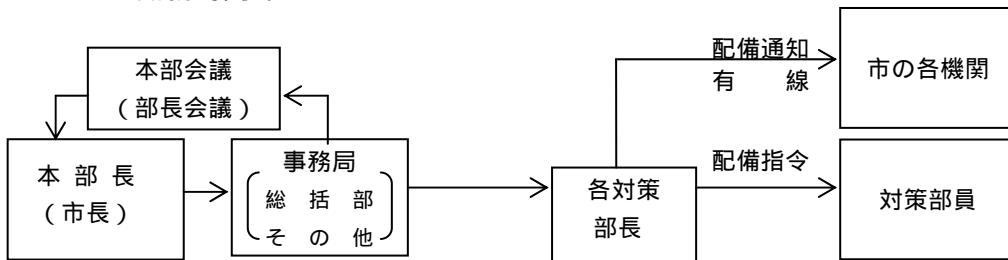 本部会議
（部長会議）
本 部 長
（市長）
事務局
総 括 部
そ の 他
各対策
部長
配備通知
有　線
市の各機関
配備指令
対策部員